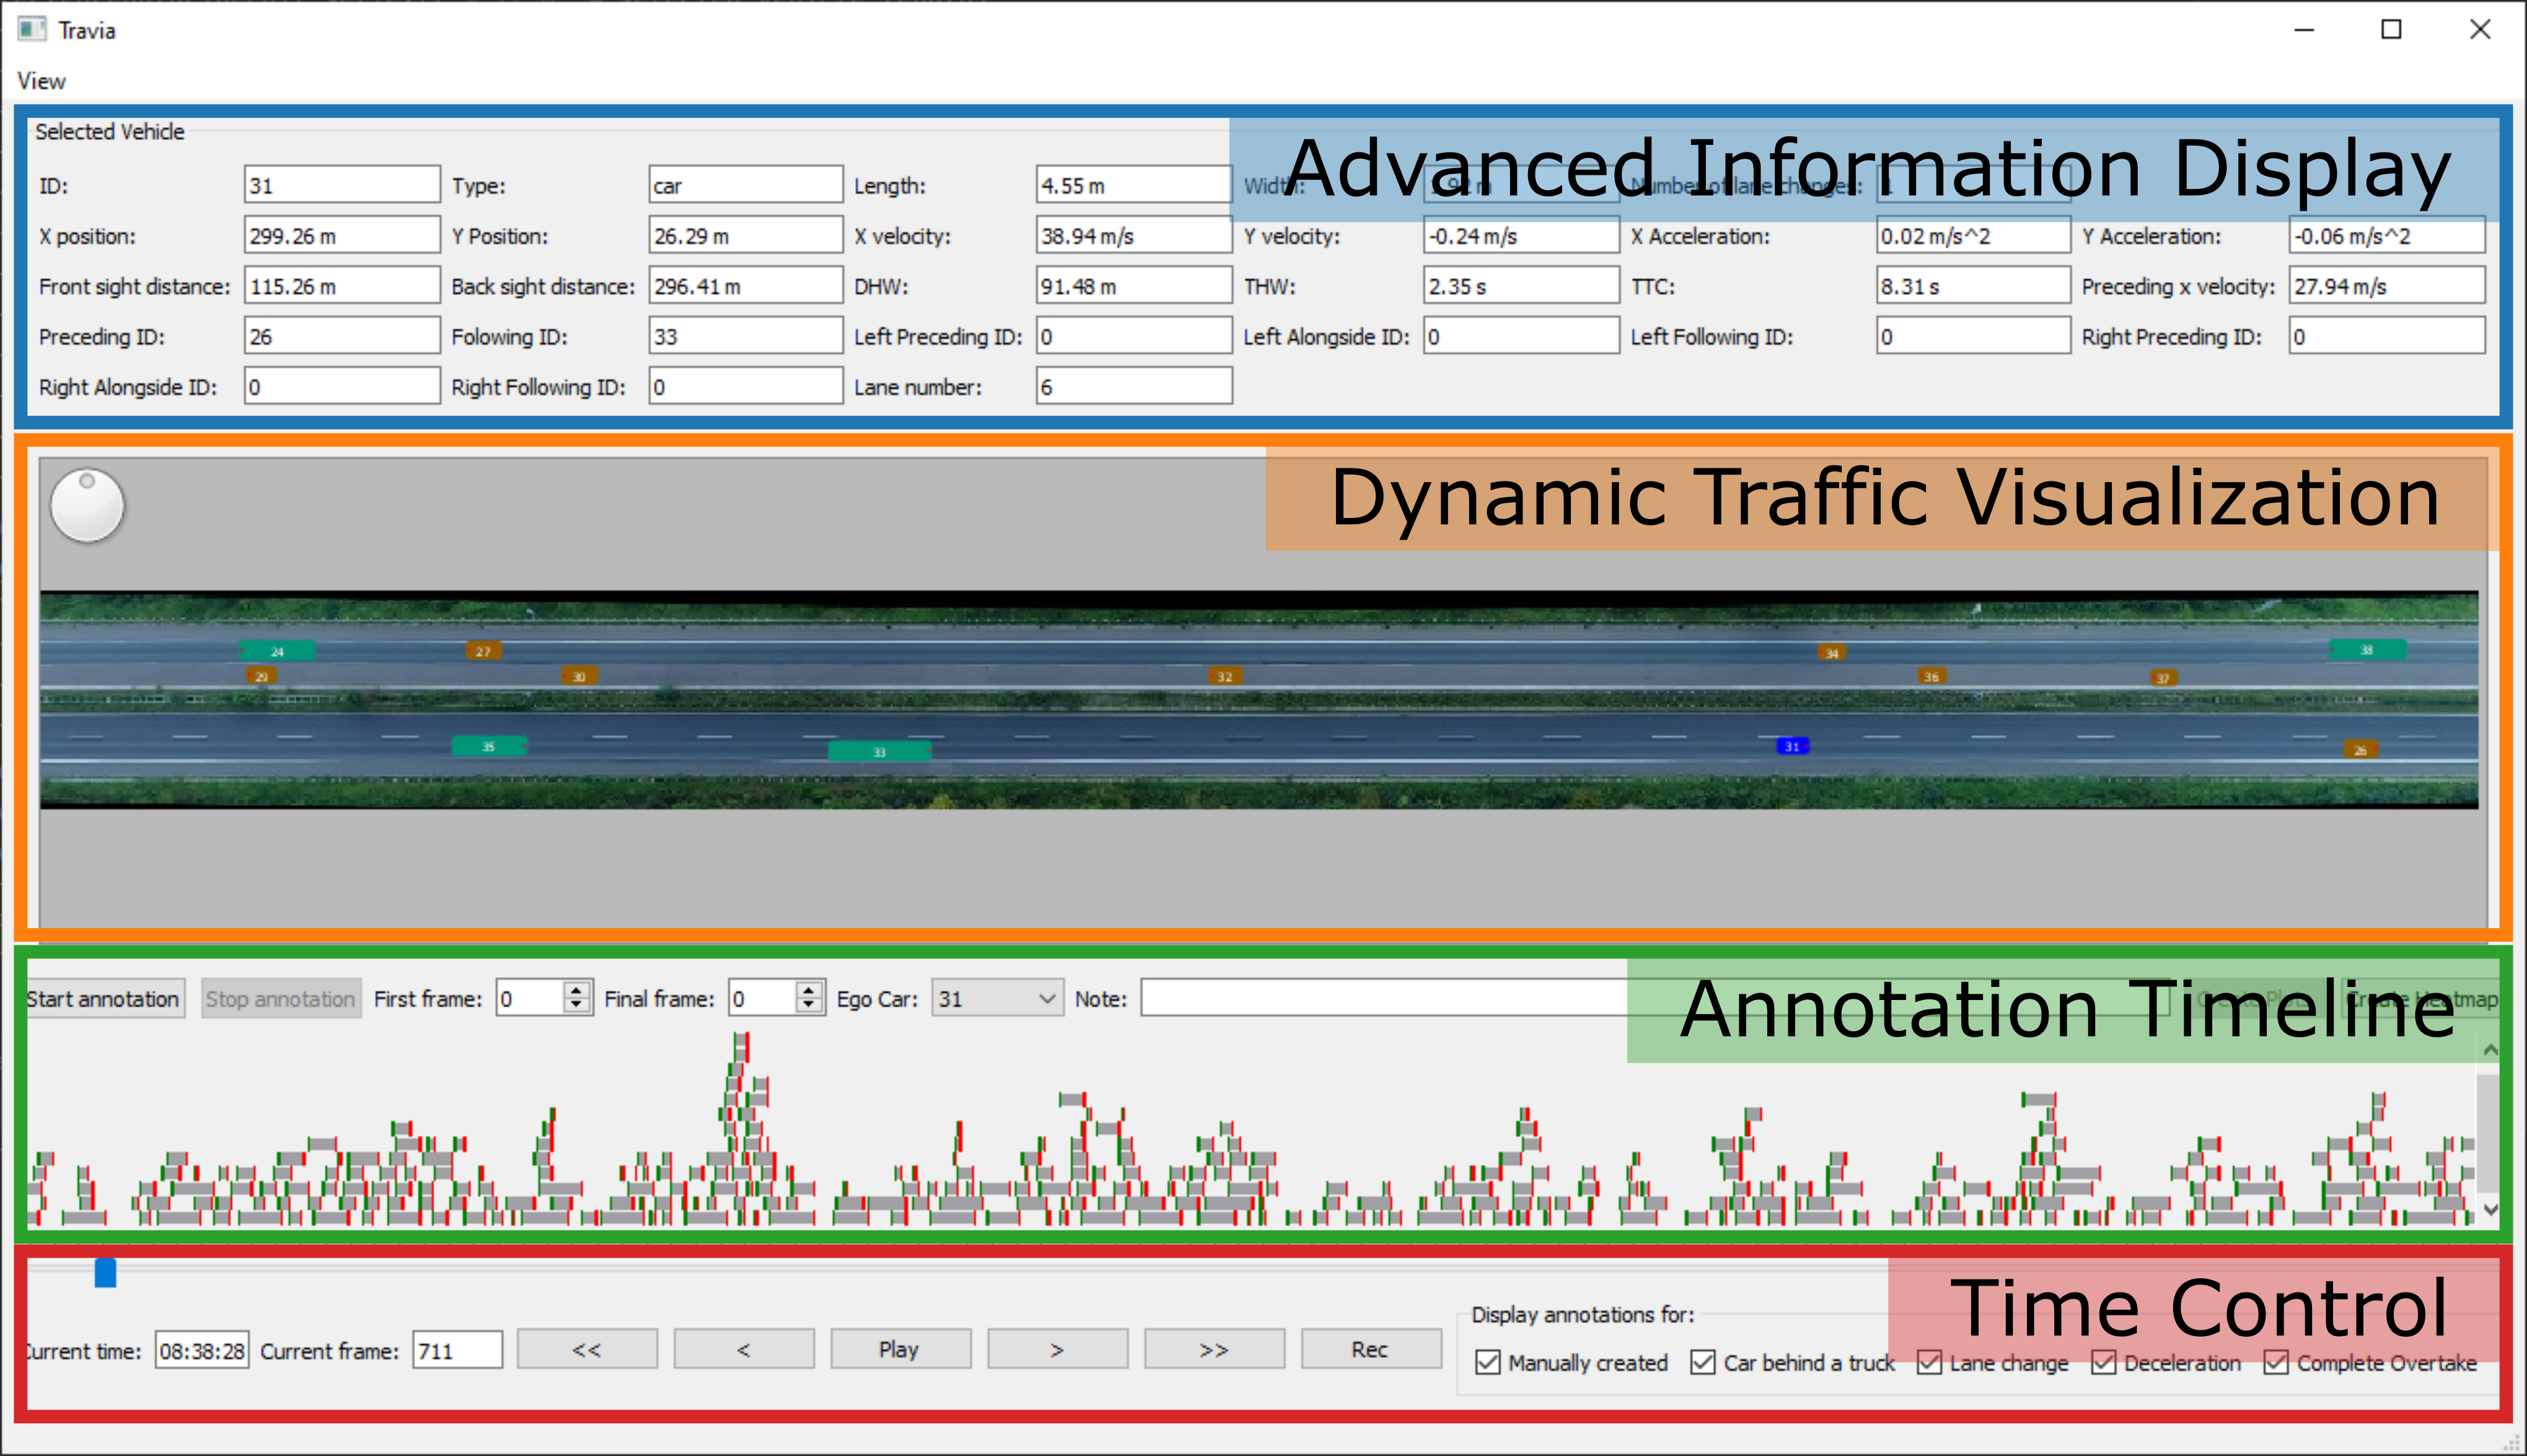 Travia
View
Selected Vehicle
Advanced Information Display
ID: 31 Type: car Length: 4.55 m Width: 1.92 m Number of lane changes: 1
X position: 299.26 m Y Position: 26.29 m X velocity: 38.94 m/s Y velocity: -0.24 m/s X Acceleration: 0.02 m/s^2 Y Acceleration: -0.06 m/s^2
Front sight distance: 115.26 m Back sight distance: 296.41 m DHW: 91.48 m THW: 2.35 s TTC: 8.31 s Preceding x velocity: 27.94 m/s
Preceding ID: 26 Folowing ID: 33 Left Preceding ID: 0 Left Alongside ID: 0 Left Following ID: 0 Right Preceding ID: 0
Right Alongside ID: 0 Right Following ID: 0 Lane number: 6
Dynamic Traffic Visualization
24 27 34 38
29 30 32 36 37
35 33 31 26
Start annotation Stop annotation First frame: 0 Final frame: 0 Ego Car: 31 Note: Create Plots Create Heatmap
Annotation Timeline
Time Control
Display annotations for:
Current time: 08:38:28 Current frame: 711 << < Play > >> Rec
Manually created Car behind a truck Lane change Deceleration Complete Overtake